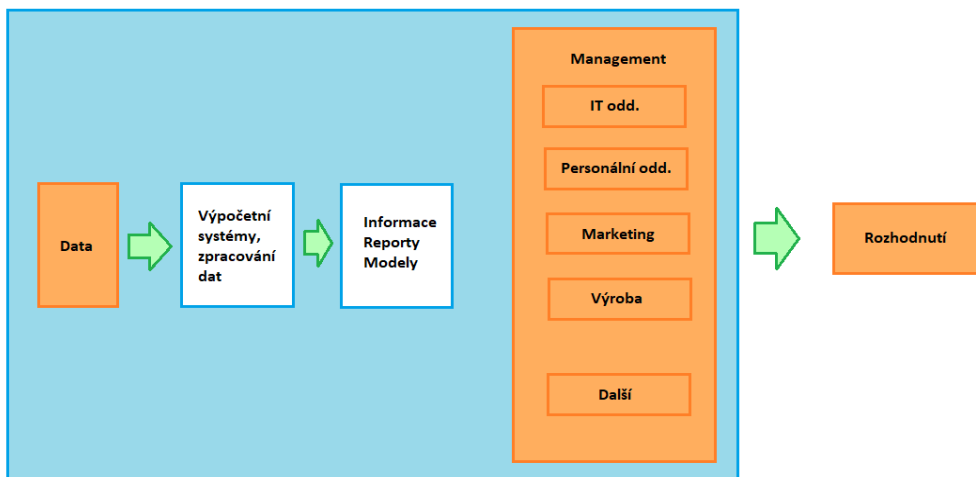 Data
Výpočetní
systémy,
zpracování
dat
Informace
Reporty
Modely
Management
IT odd.
Personální odd.
Marketing
Výroba
Další
Rozhodnutí